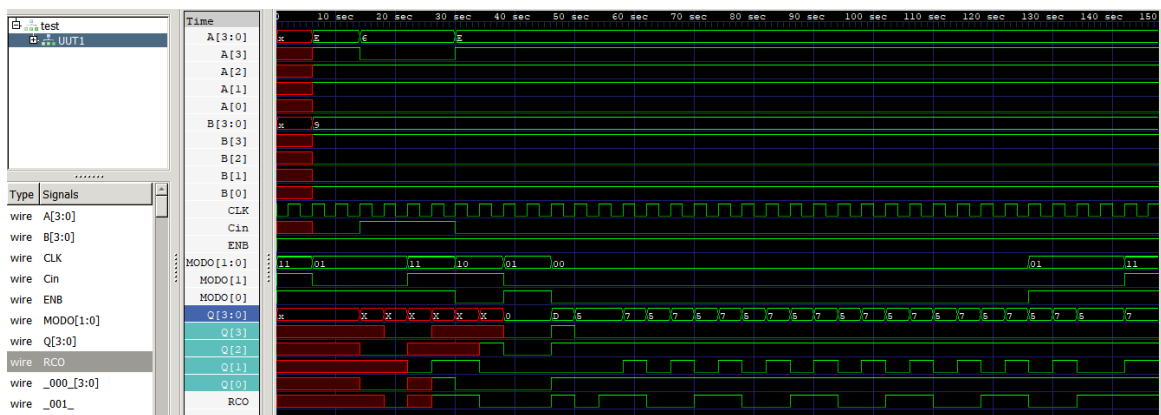 test
UUT1
Type Signals
wire A[3:0]
wire B[3:0]
wire CLK
wire Cin
wire ENB
wire MODO[1:0]
wire Q[3:0]
wire RCO
wire _000_[3:0]
wire _001_
Time
0 10 sec 20 sec 30 sec 40 sec 50 sec 60 sec 70 sec 80 sec 90 sec 100 sec 110 sec 120 sec 130 sec 140 sec 150
A[3:0] x E 6 E
A[3]
A[2]
A[1]
A[0]
B[3:0] x 9
B[3]
B[2]
B[1]
B[0]
CLK
Cin
ENB
MODO[1:0] 11 01 11 10 01 00 01 11
MODO[1]
MODO[0]
Q[3:0] x X X X X X X 0 D 5 7 5 7 5 7 5 7 5 7 5 7 5 7 5 7 5 7 5 7 5 7 5 7
Q[3]
Q[2]
Q[1]
Q[0]
RCO